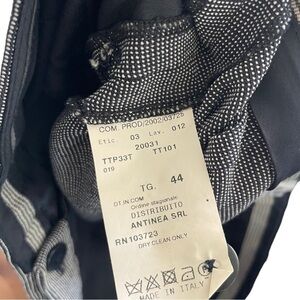 COM. PROD/2002/03725
Etic. 03 Lav. 012
20031
TTP33T TT101
019
TG. 44
DT.IN.COM
Ordine stagionale
DISTRIBUITO
ANTINEA SRL
RN103723
DRY CLEAN ONLY
MADE IN ITALY